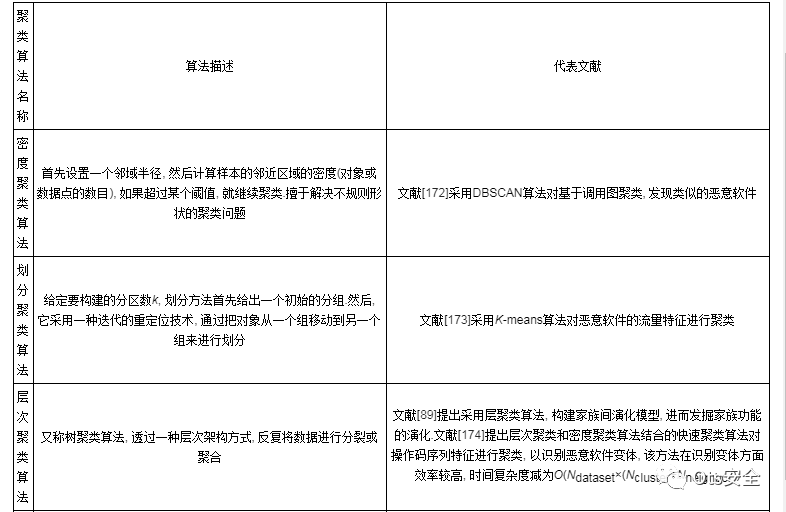 聚
类
算
法
名
称
算法描述
代表文献
密
度
聚
类
算
法
首先设置一个邻域半径, 然后计算样本的邻近区域的密度(对象或
数据点的数目), 如果超过某个阈值, 就继续聚类.擅于解决不规则形
状的聚类问题
文献[172]采用DBSCAN算法对基于调用图聚类, 发现类似的恶意软件
划
分
聚
类
算
法
给定要构建的分区数k, 划分方法首先给出一个初始的分组.然后,
它采用一种迭代的重定位技术, 通过把对象从一个组移动到另一个
组来进行划分
文献[173]采用K-means算法对恶意软件的流量特征进行聚类
层
次
聚
类
算
法
又称树聚类算法, 透过一种层次架构方式, 反复将数据进行分裂或
聚合
文献[89]提出采用层聚类算法, 构建家族间演化模型, 进而发掘家族功能
的演化.文献[174]提出层次聚类和密度聚类算法结合的快速聚类算法对
操作码序列特征进行聚类, 以识别恶意软件变体, 该方法在识别变体方面
效率较高, 时间复杂度减为O(Ndataset×(Nclus
安全